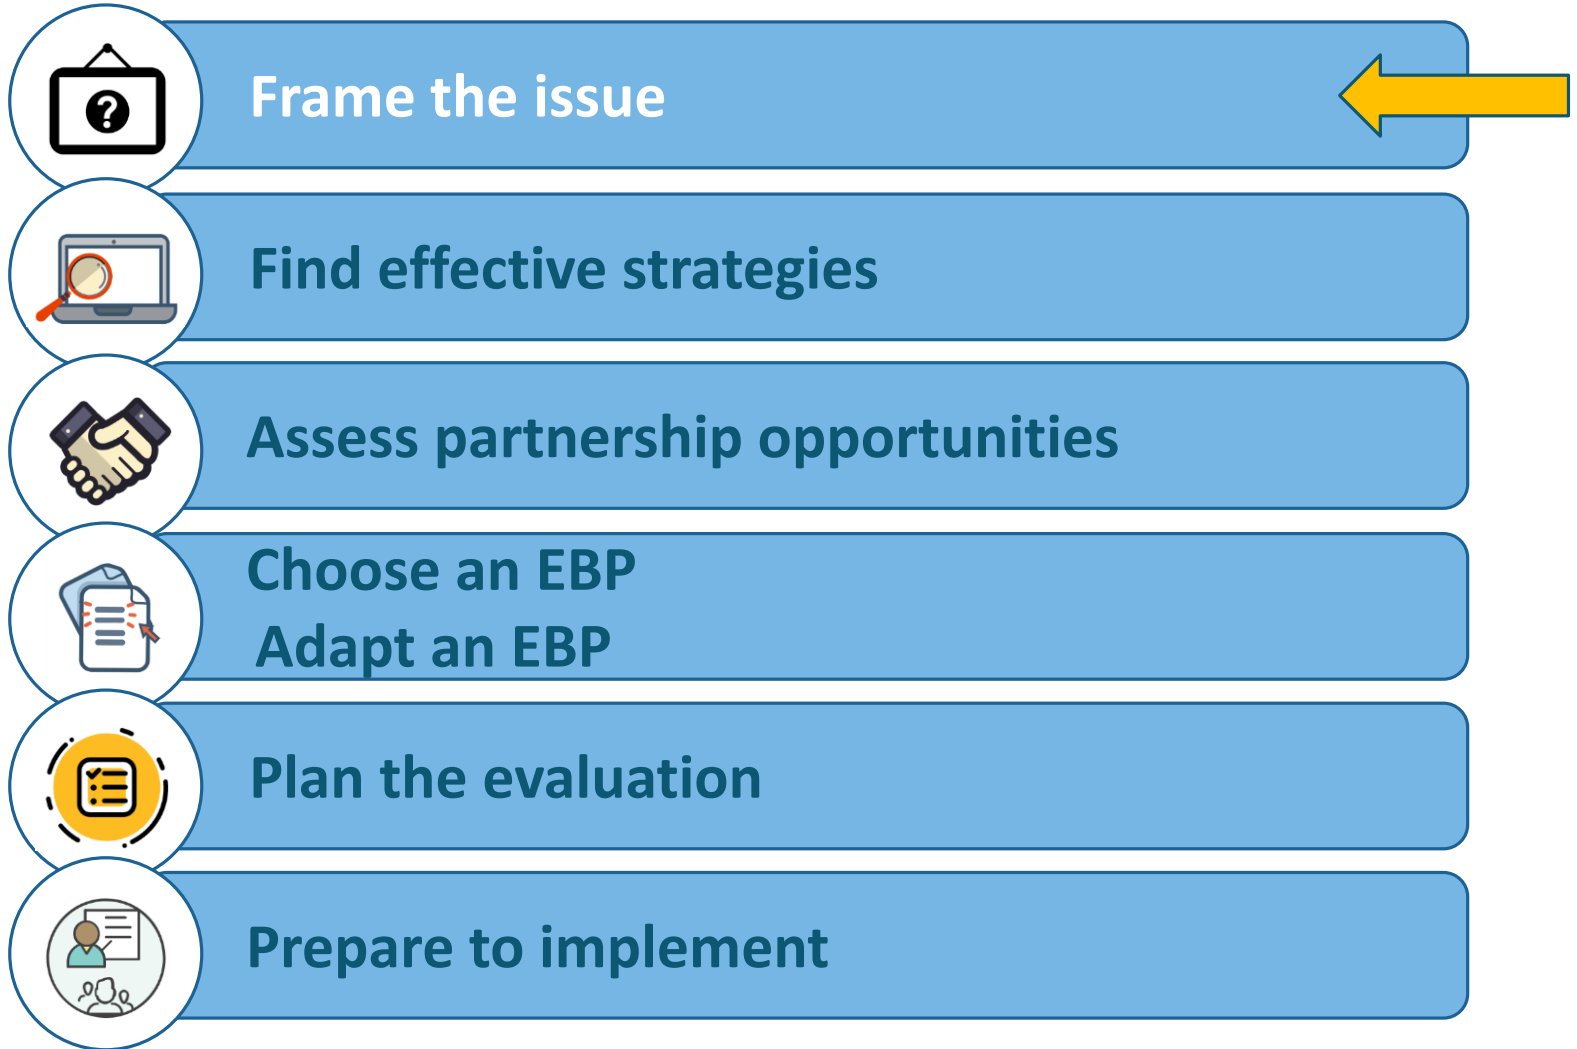 Frame the issue
Find effective strategies
Assess partnership opportunities
Choose an EBP
Adapt an EBP
Plan the evaluation
Prepare to implement